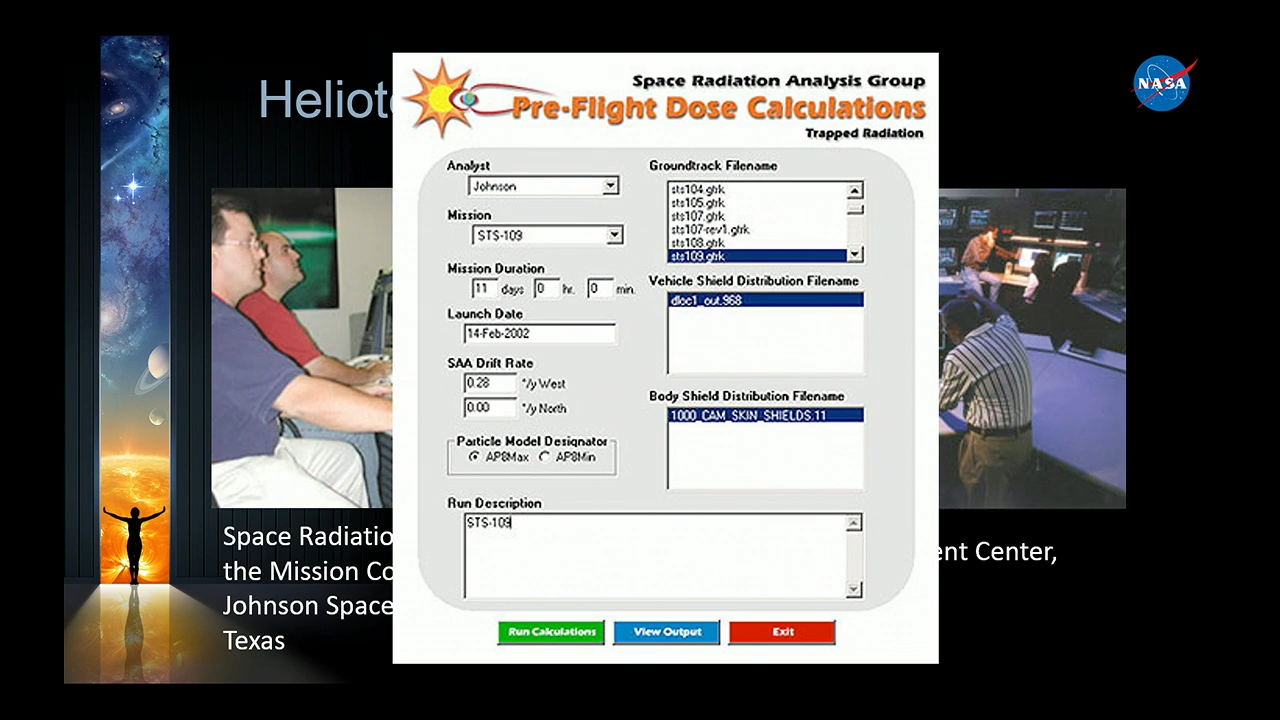 Heliot
NASA
Space Radiation Analysis Group
Pre-Flight Dose Calculations
Trapped Radiation
Analyst
Johnson
Mission
STS-109
Mission Duration
11 days 0 hr. 0 min.
Launch Date
14-Feb-2002
SAA Drift Rate
0.28 °/y West
0.00 °/y North
Particle Model Designator
AP8Max AP8Min
Groundtrack Filename
sts104.gtrk
sts105.gtrk
sts107.gtrk
sts107-rev1.gtrk
sts108.gtrk
sts109.gtrk
Vehicle Shield Distribution Filename
dloc1_out.968
Body Shield Distribution Filename
1000_CAM_SKIN_SHIELDS.11
Run Description
STS-109
Run Calculations View Output Exit
Space Radiatio
the Mission Co
Johnson Space
Texas
ent Center,